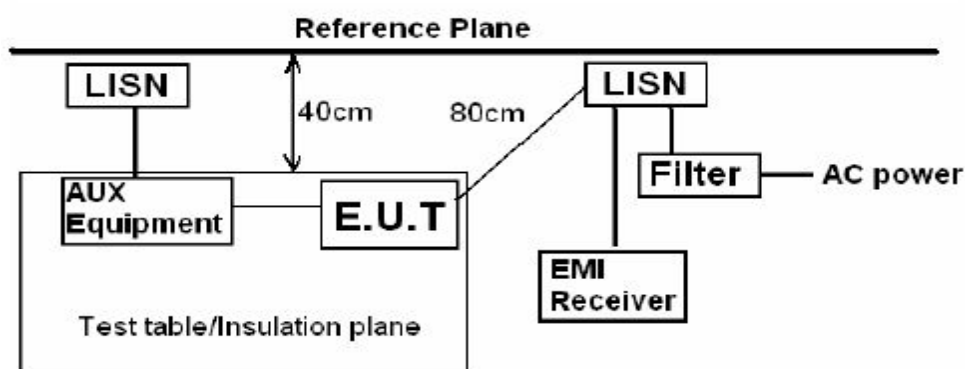 Reference Plane
LISN
40cm
80cm
LISN
Filter
AC power
AUX
Equipment
E.U.T
EMI
Receiver
Test table/Insulation plane